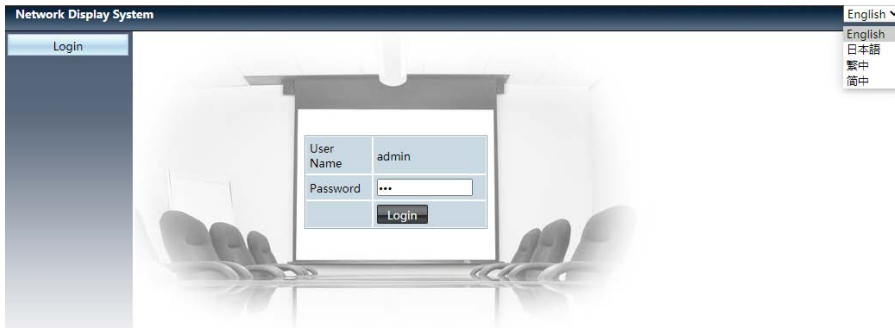 Network Display System
English
English
日本語
繁中
简中
Login
User
Name
admin
Password
•••
Login